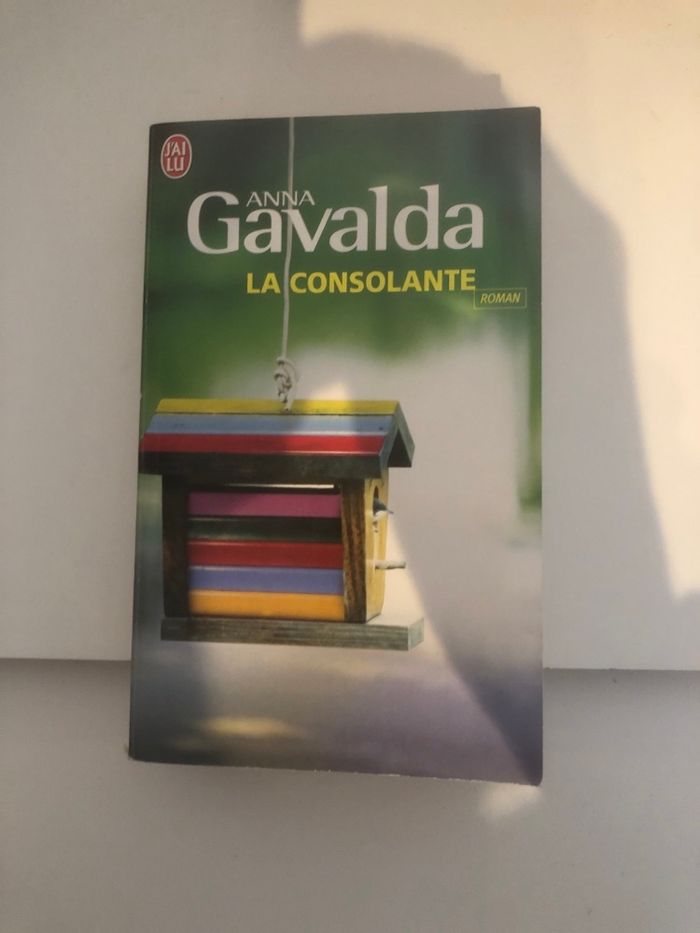 J'AI
LU
ANNA
Gavalda
LA CONSOLANTE
ROMAN